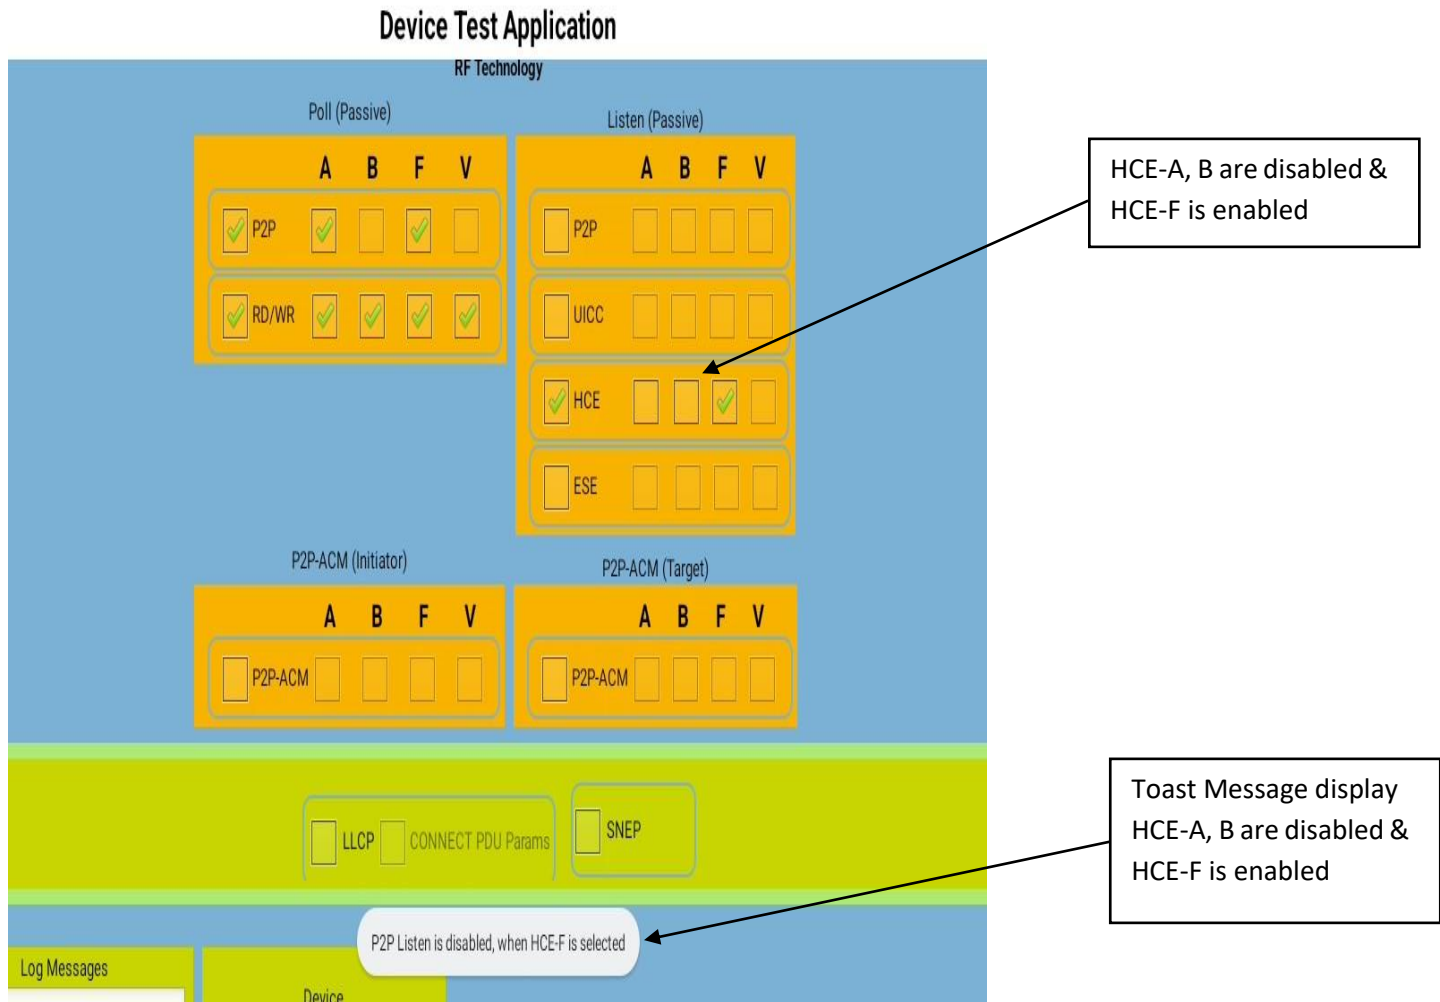 Device Test Application
RF Technology
Poll (Passive)
A B F V
P2P
RD/WR
Listen (Passive)
A B F V
P2P
UICC
HCE
ESE
HCE-A, B are disabled &
HCE-F is enabled
P2P-ACM (Initiator)
A B F V
P2P-ACM
P2P-ACM (Target)
A B F V
P2P-ACM
LLCP CONNECT PDU Params
SNEP
Toast Message display
HCE-A, B are disabled &
HCE-F is enabled
P2P Listen is disabled, when HCE-F is selected
Log Messages
Device